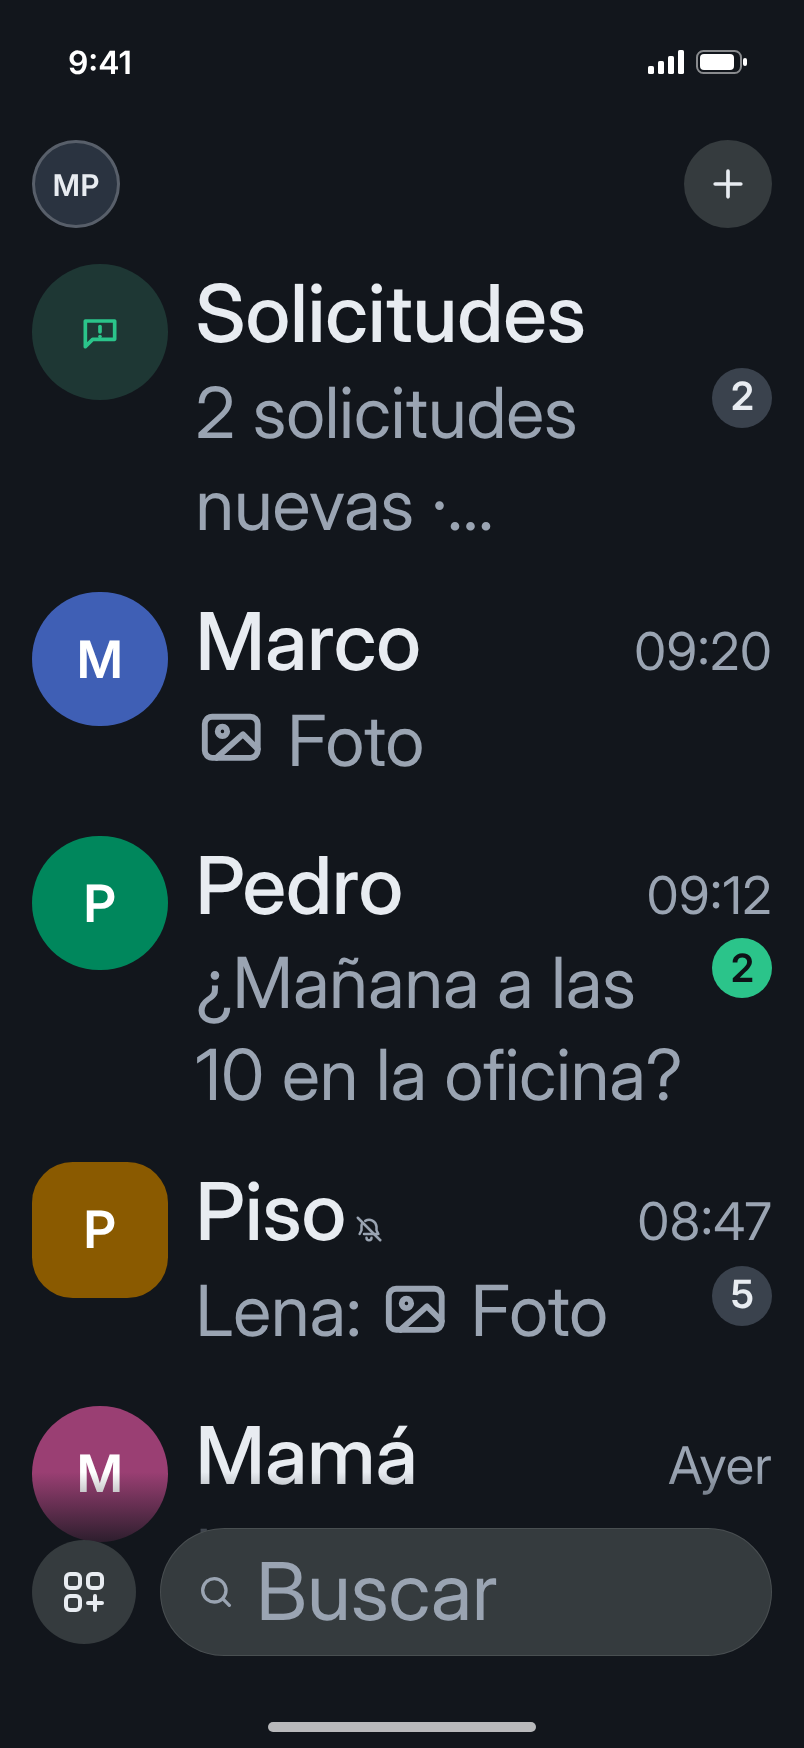 9:41
MP
Solicitudes
2 solicitudes
nuevas ·...
2
M
Marco
09:20
Foto
P
Pedro
09:12
¿Mañana a las
10 en la oficina?
2
P
Piso
08:47
Lena: Foto
5
M
Mamá
Ayer
Buscar